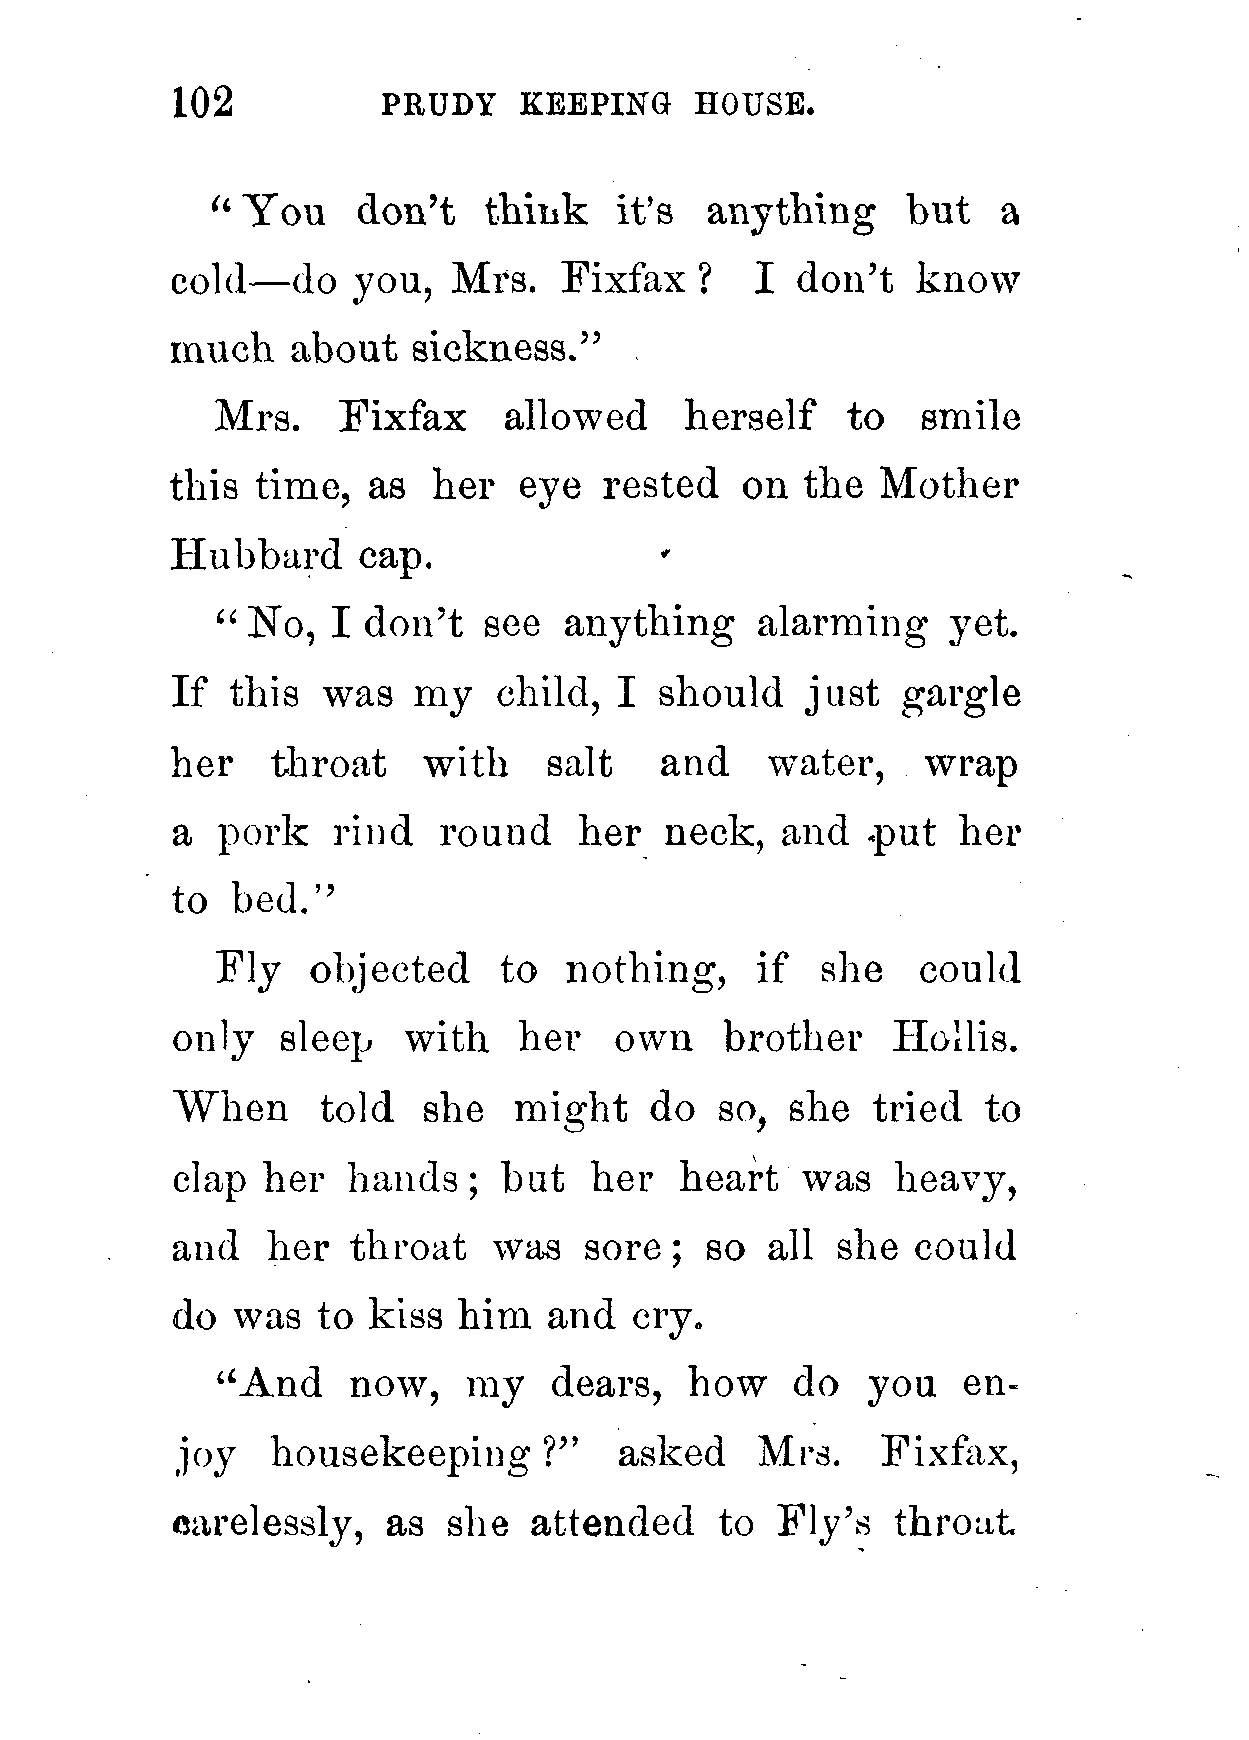 102 PRUDY KEEPING HOUSE.
“You don’t think it’s anything but a
cold—do you, Mrs. Fixfax? I don’t know
much about sickness.”
Mrs. Fixfax allowed herself to smile
this time, as her eye rested on the Mother
Hubbard cap.
“No, I don’t see anything alarming yet.
If this was my child, I should just gargle
her throat with salt and water, wrap
a pork rind round her neck, and put her
to bed.”
Fly objected to nothing, if she could
only sleep with her own brother Hollis.
When told she might do so, she tried to
clap her hands; but her heart was heavy,
and her throat was sore; so all she could
do was to kiss him and cry.
“And now, my dears, how do you en-
joy housekeeping?” asked Mrs. Fixfax,
carelessly, as she attended to Fly’s throat.